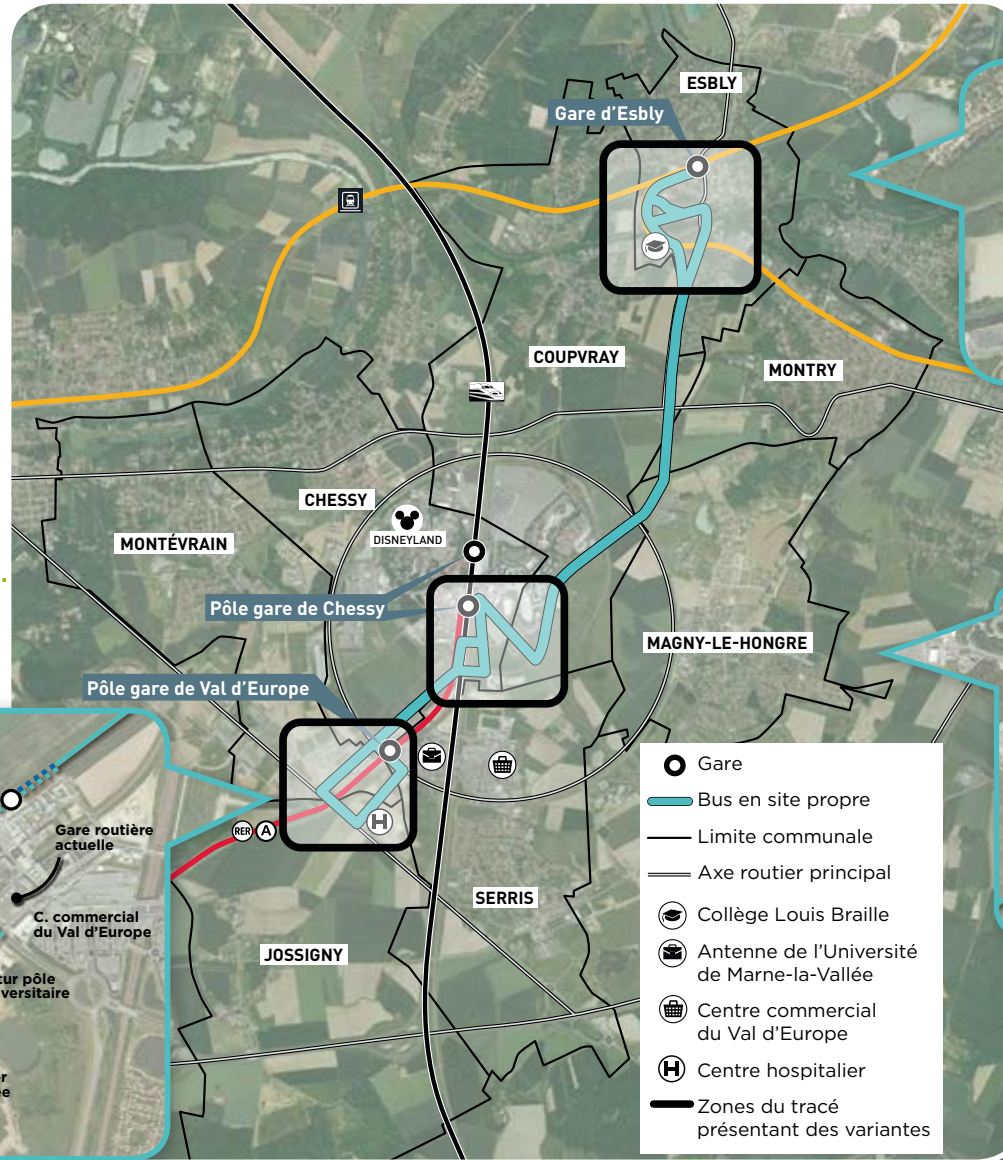 ESBLY
Gare d'Esbly
COUPVRAY
MONTRY
CHESSY
DISNEYLAND
MONTÉVRAIN
Pôle gare de Chessy
MAGNY-LE-HONGRE
Pôle gare de Val d'Europe
RER A
H
SERRIS
JOSSIGNY
Gare routière
actuelle
C. commercial
du Val d'Europe
tur pôle
versitaire
Gare
Bus en site propre
Limite communale
Axe routier principal
Collège Louis Braille
Antenne de l'Université
de Marne-la-Vallée
Centre commercial
du Val d'Europe
H Centre hospitalier
Zones du tracé
présentant des variantes